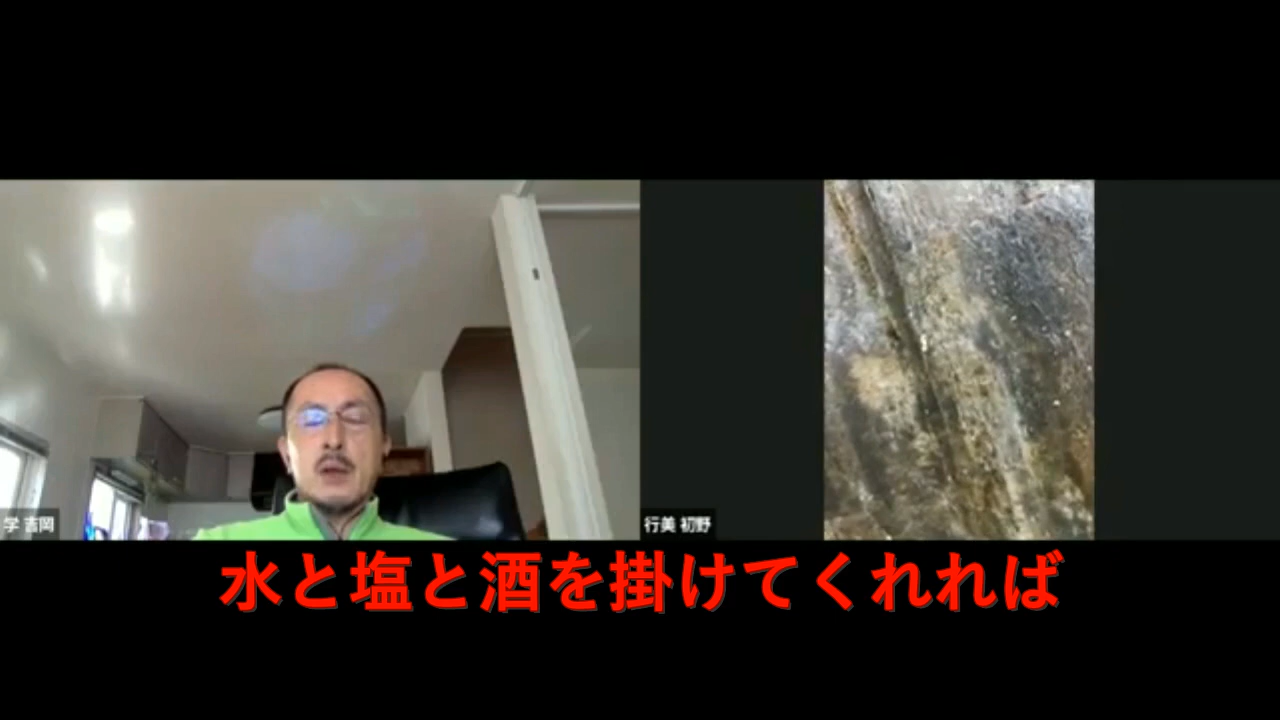 学 吉岡
行美 初野
水と塩と酒を掛けてくれれば